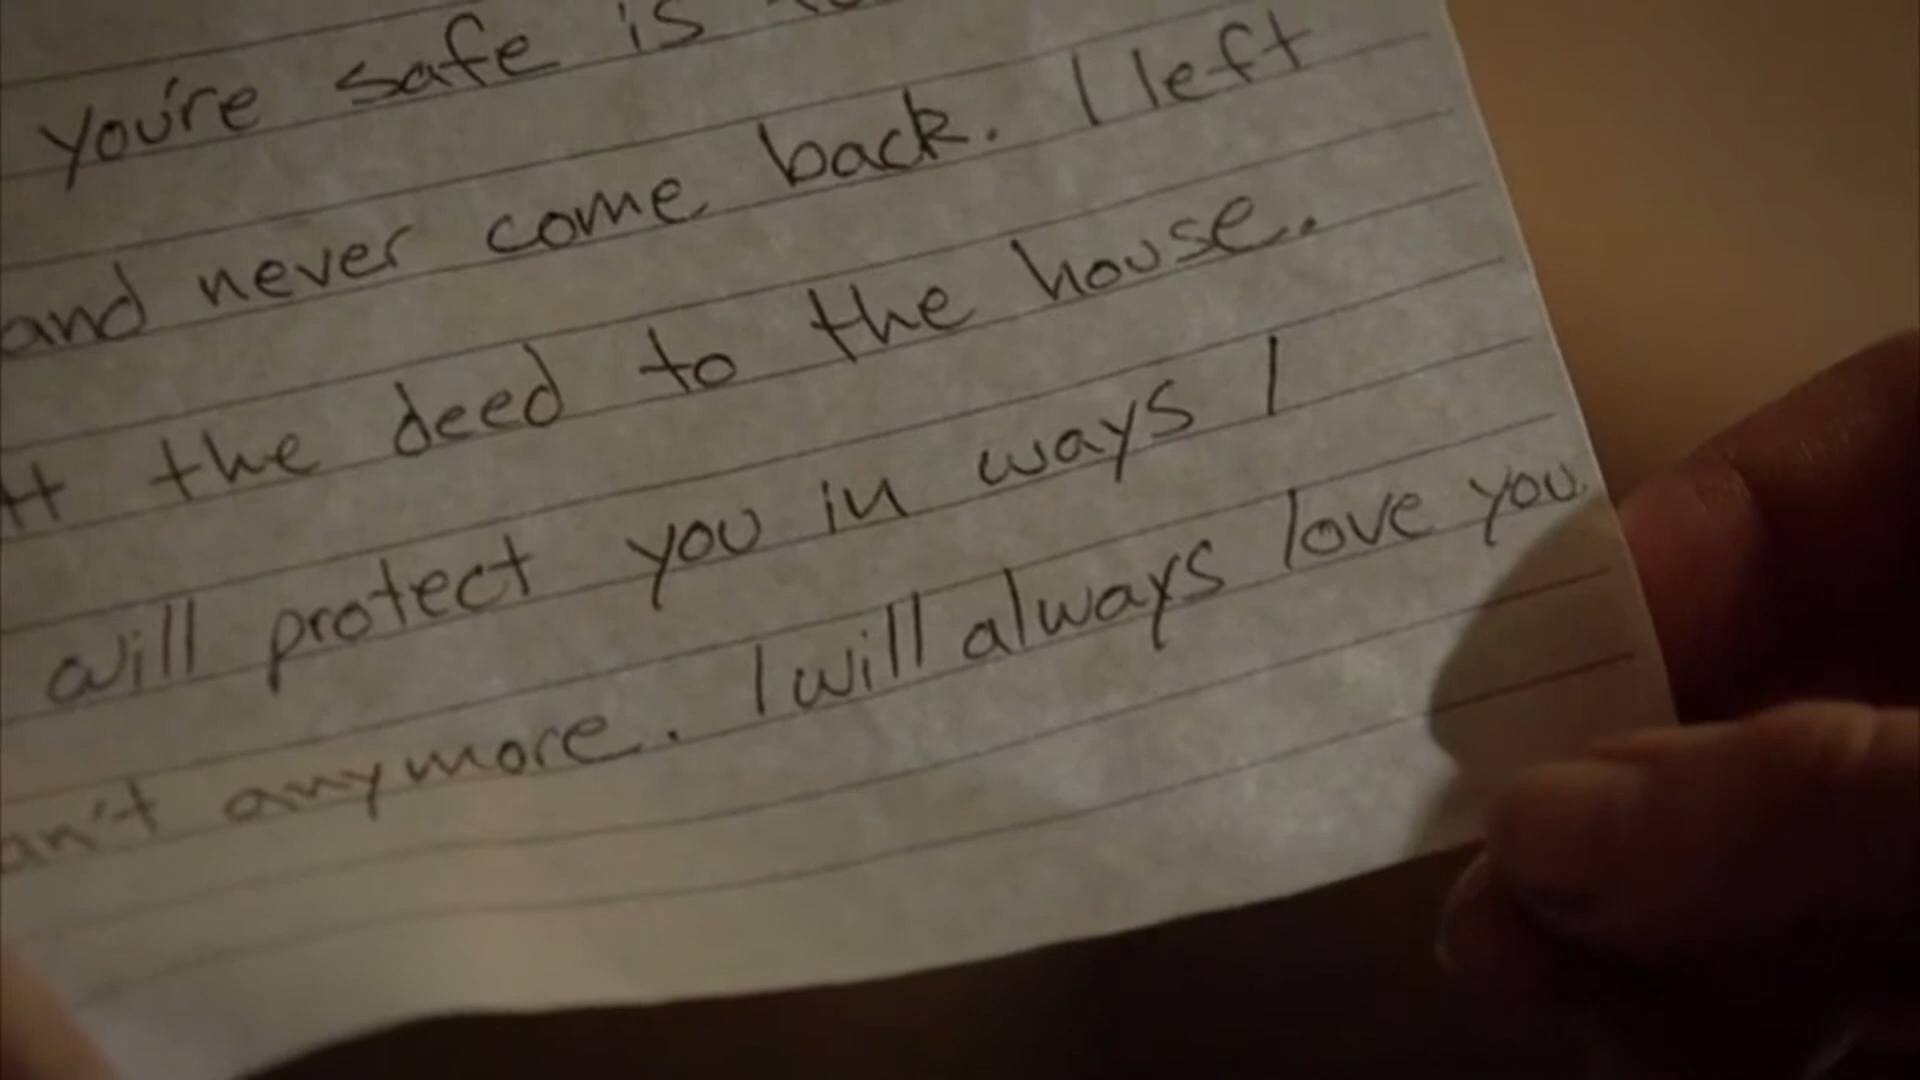 you're safe is
and never come back. I left
the deed to the house.
will protect you in ways I
an't anymore. I will always love you.